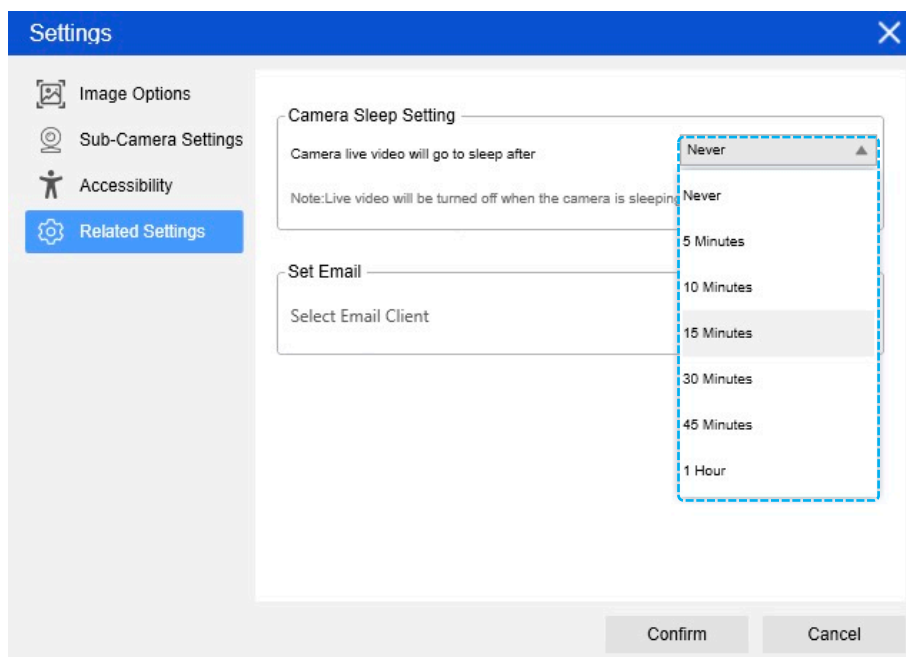 Settings
Image Options
Sub-Camera Settings
Accessibility
Related Settings
Camera Sleep Setting
Camera live video will go to sleep after
Never
Note:Live video will be turned off when the camera is sleeping
Never
5 Minutes
10 Minutes
15 Minutes
30 Minutes
45 Minutes
1 Hour
Set Email
Select Email Client
Confirm
Cancel